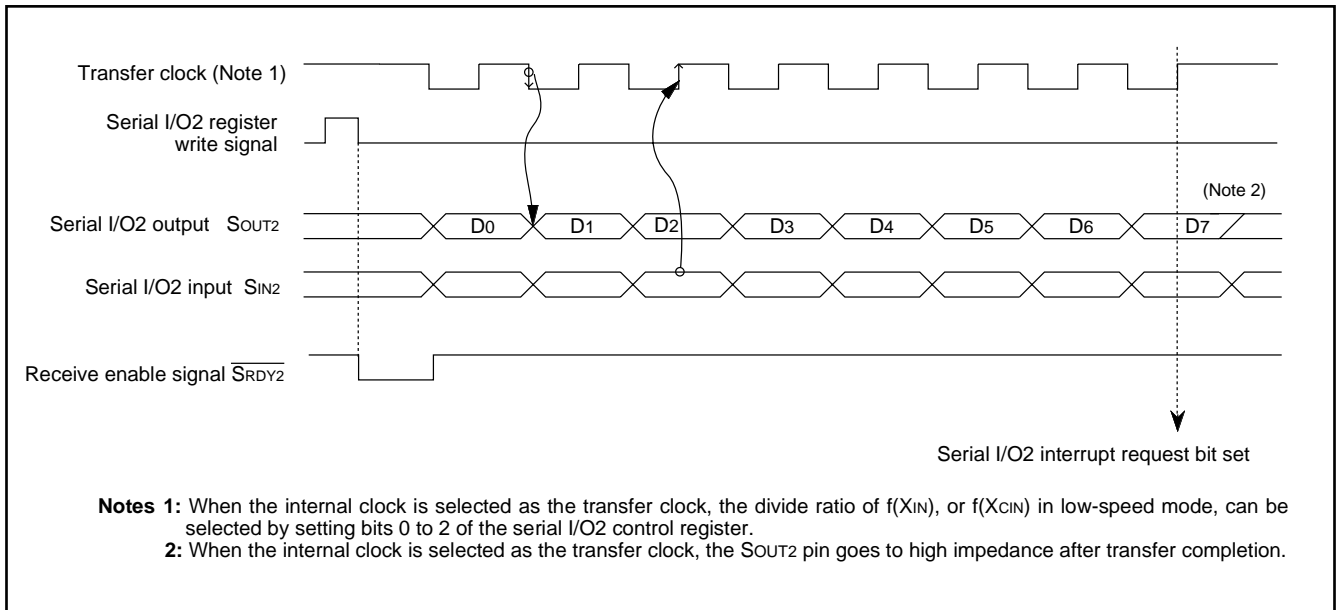 Transfer clock (Note 1)
Serial I/O2 register
write signal
(Note 2)
Serial I/O2 output SOUT2
D0 D1 D2 D3 D4 D5 D6 D7
Serial I/O2 input SIN2
Receive enable signal SRDY2
Serial I/O2 interrupt request bit set
Notes 1: When the internal clock is selected as the transfer clock, the divide ratio of f(XIN), or f(XCIN) in low-speed mode, can be
selected by setting bits 0 to 2 of the serial I/O2 control register.
2: When the internal clock is selected as the transfer clock, the SOUT2 pin goes to high impedance after transfer completion.